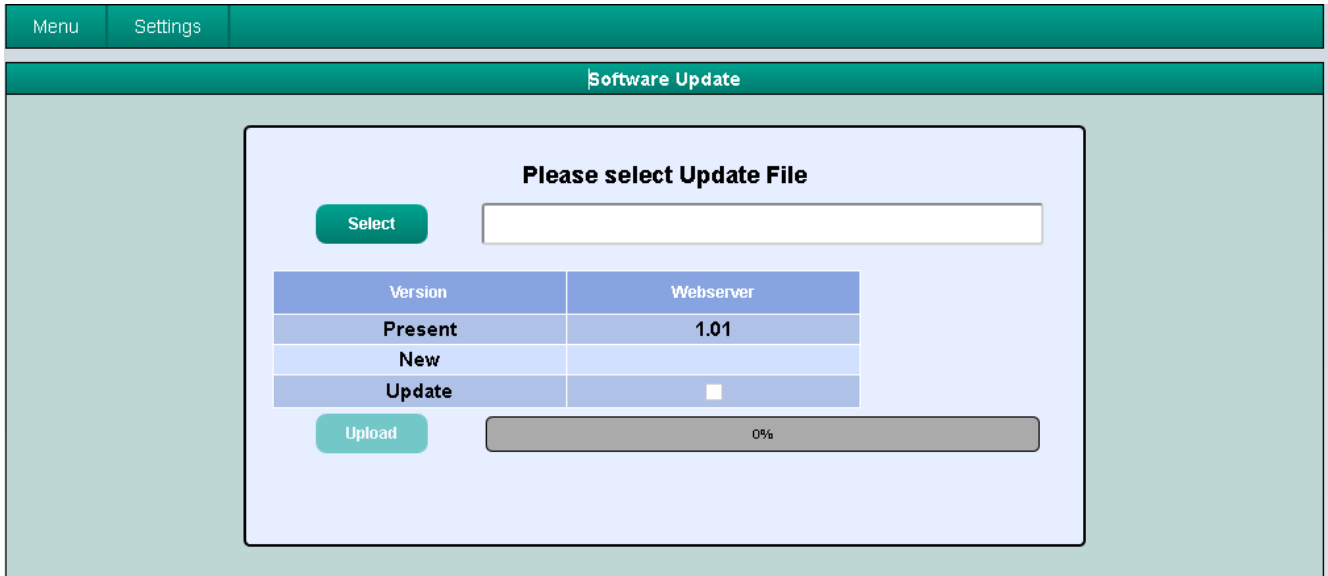 Menu Settings
Software Update
Please select Update File
Select
Version Webserver
Present 1.01
New
Update
Upload 0%